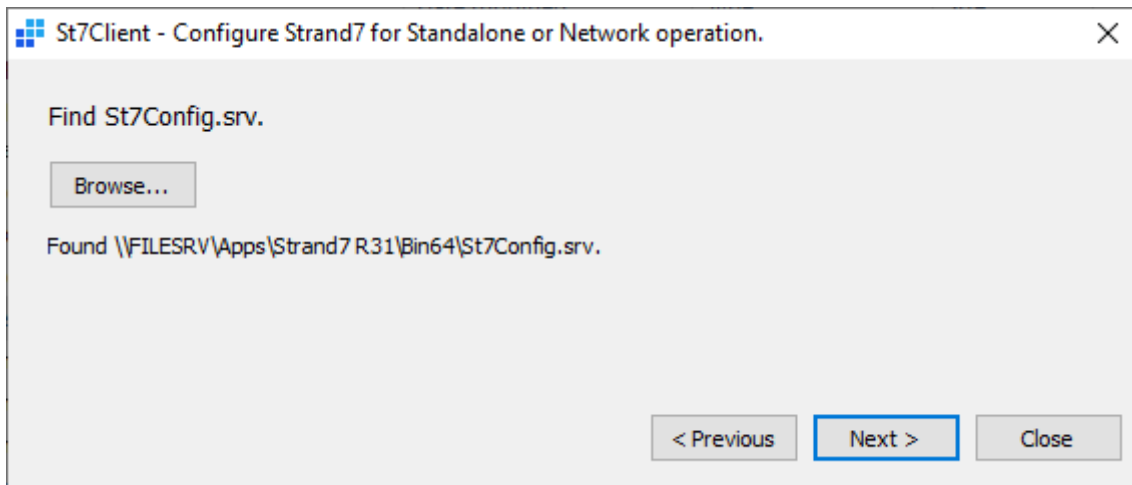 St7Client - Configure Strand7 for Standalone or Network operation.
Find St7Config.srv.
Browse...
Found \\FILESRV\Apps\Strand7 R31\Bin64\St7Config.srv.
< Previous
Next >
Close